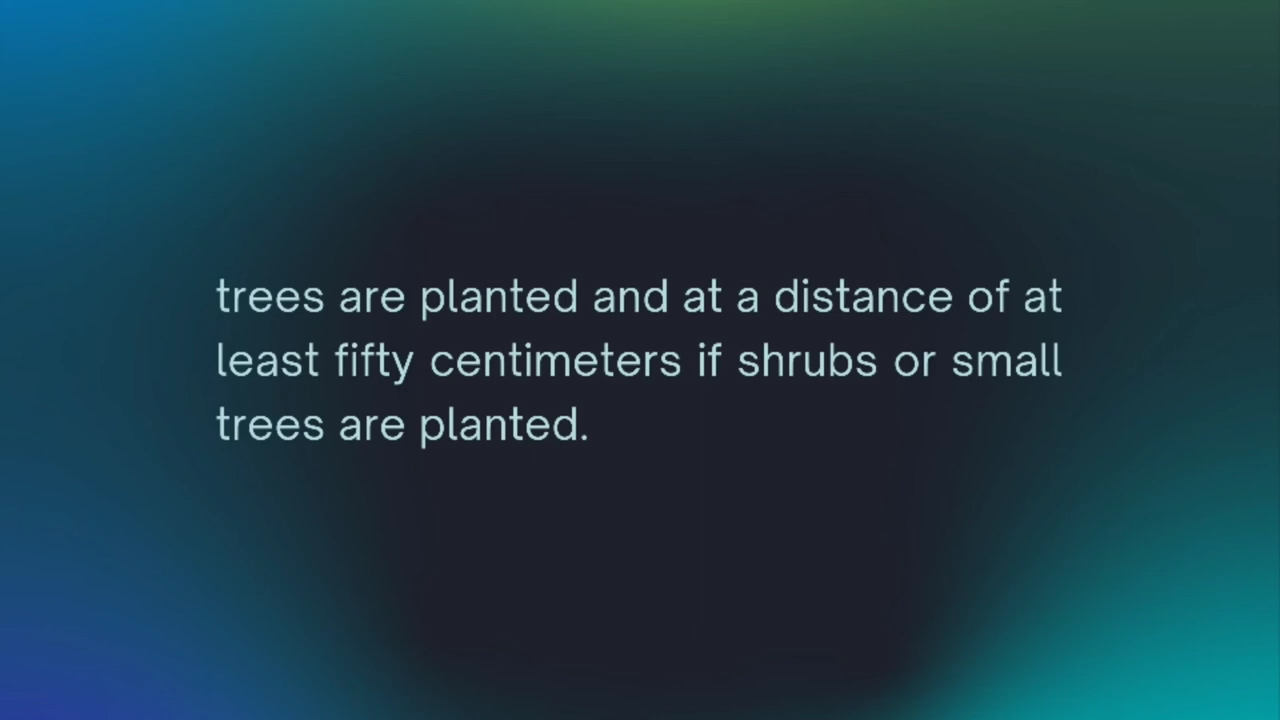 trees are planted and at a distance of at
least fifty centimeters if shrubs or small
trees are planted.